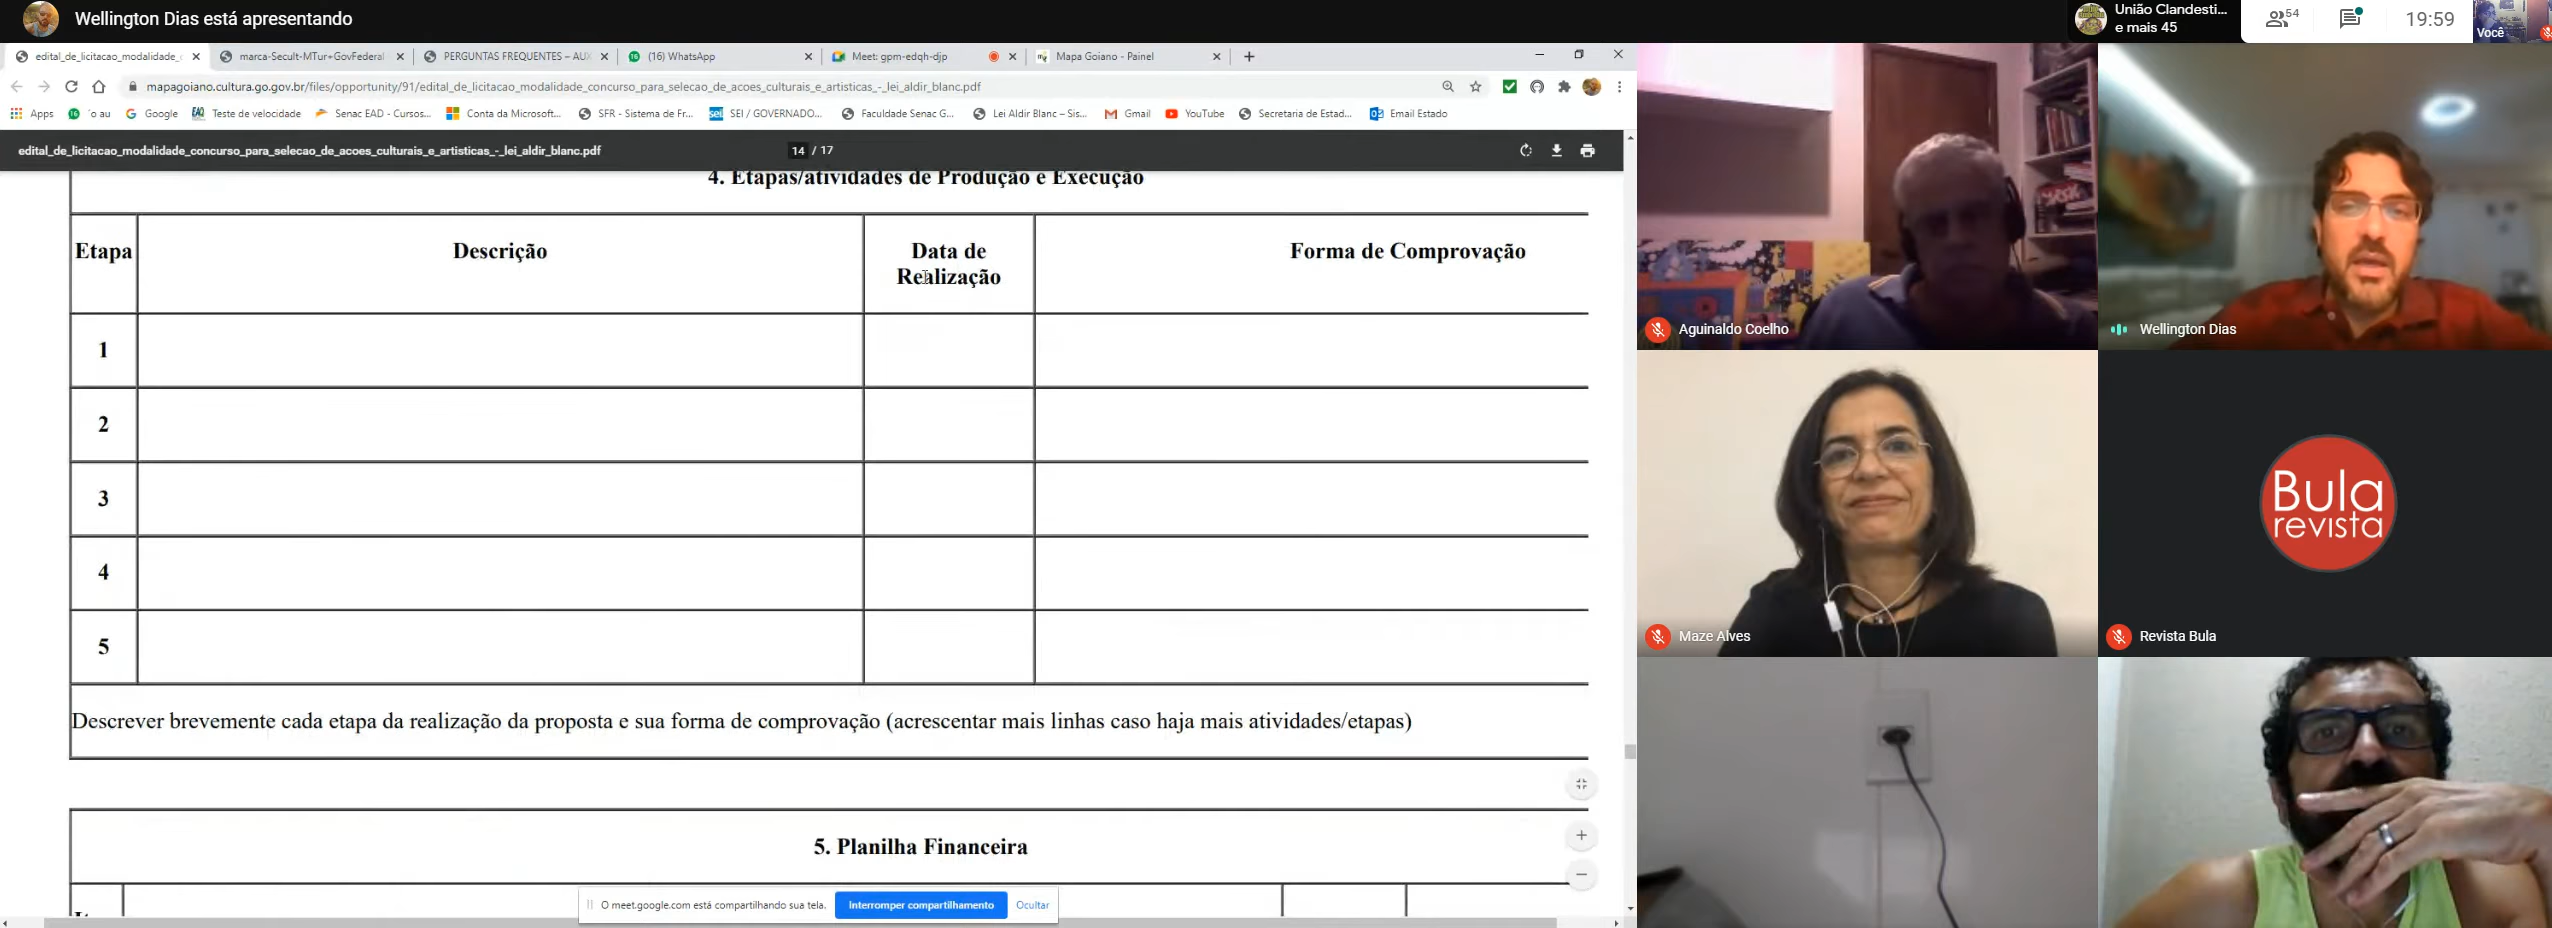 Wellington Dias está apresentando
União Clandesti...
e mais 45
54
19:59
Você
edital_de_licitacao_modalidade_c
marca-Secult-MTur+GovFederal
PERGUNTAS FREQUENTES – AUX
(16) WhatsApp
Meet: gpm-edqh-djp
Mapa Goiano - Painel
mapagoiano.cultura.go.gov.br/files/opportunity/91/edital_de_licitacao_modalidade_concurso_para_selecao_de_acoes_culturais_e_artisticas_-_lei_aldir_blanc.pdf
Apps
Google
Teste de velocidade
Senac EAD - Cursos...
Conta da Microsoft...
SFR - Sistema de Fr...
SEI / GOVERNADO...
Faculdade Senac G...
Lei Aldir Blanc – Sis...
Gmail
YouTube
Secretaria de Estad...
Email Estado
edital_de_licitacao_modalidade_concurso_para_selecao_de_acoes_culturais_e_artisticas_-_lei_aldir_blanc.pdf
14 / 17
4. Etapas/atividades de Produção e Execução
Etapa
Descrição
Data de
Realização
Forma de Comprovação
1
2
3
4
5
Descrever brevemente cada etapa da realização da proposta e sua forma de comprovação (acrescentar mais linhas caso haja mais atividades/etapas)
5. Planilha Financeira
O meet.google.com está compartilhando sua tela.
Interromper compartilhamento
Ocultar
Aguinaldo Coelho
Wellington Dias
Maze Alves
Bula
revista
Revista Bula